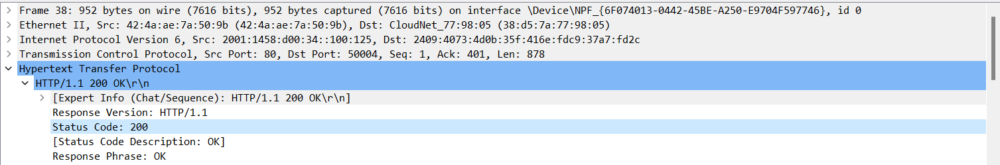 Frame 38: 952 bytes on wire (7616 bits), 952 bytes captured (7616 bits) on interface \Device\NPF_{6F074013-0442-45BE-A250-E9704F597746}, id 0
Ethernet II, Src: 42:4a:ae:7a:50:9b (42:4a:ae:7a:50:9b), Dst: CloudNet_77:98:05 (38:d5:7a:77:98:05)
Internet Protocol Version 6, Src: 2001:1458:d00:34::100:125, Dst: 2409:4073:4d0b:35f:416e:fdc9:37a7:fd2c
Transmission Control Protocol, Src Port: 80, Dst Port: 50004, Seq: 1, Ack: 401, Len: 878
Hypertext Transfer Protocol
HTTP/1.1 200 OK\r\n
[Expert Info (Chat/Sequence): HTTP/1.1 200 OK\r\n]
Response Version: HTTP/1.1
Status Code: 200
[Status Code Description: OK]
Response Phrase: OK